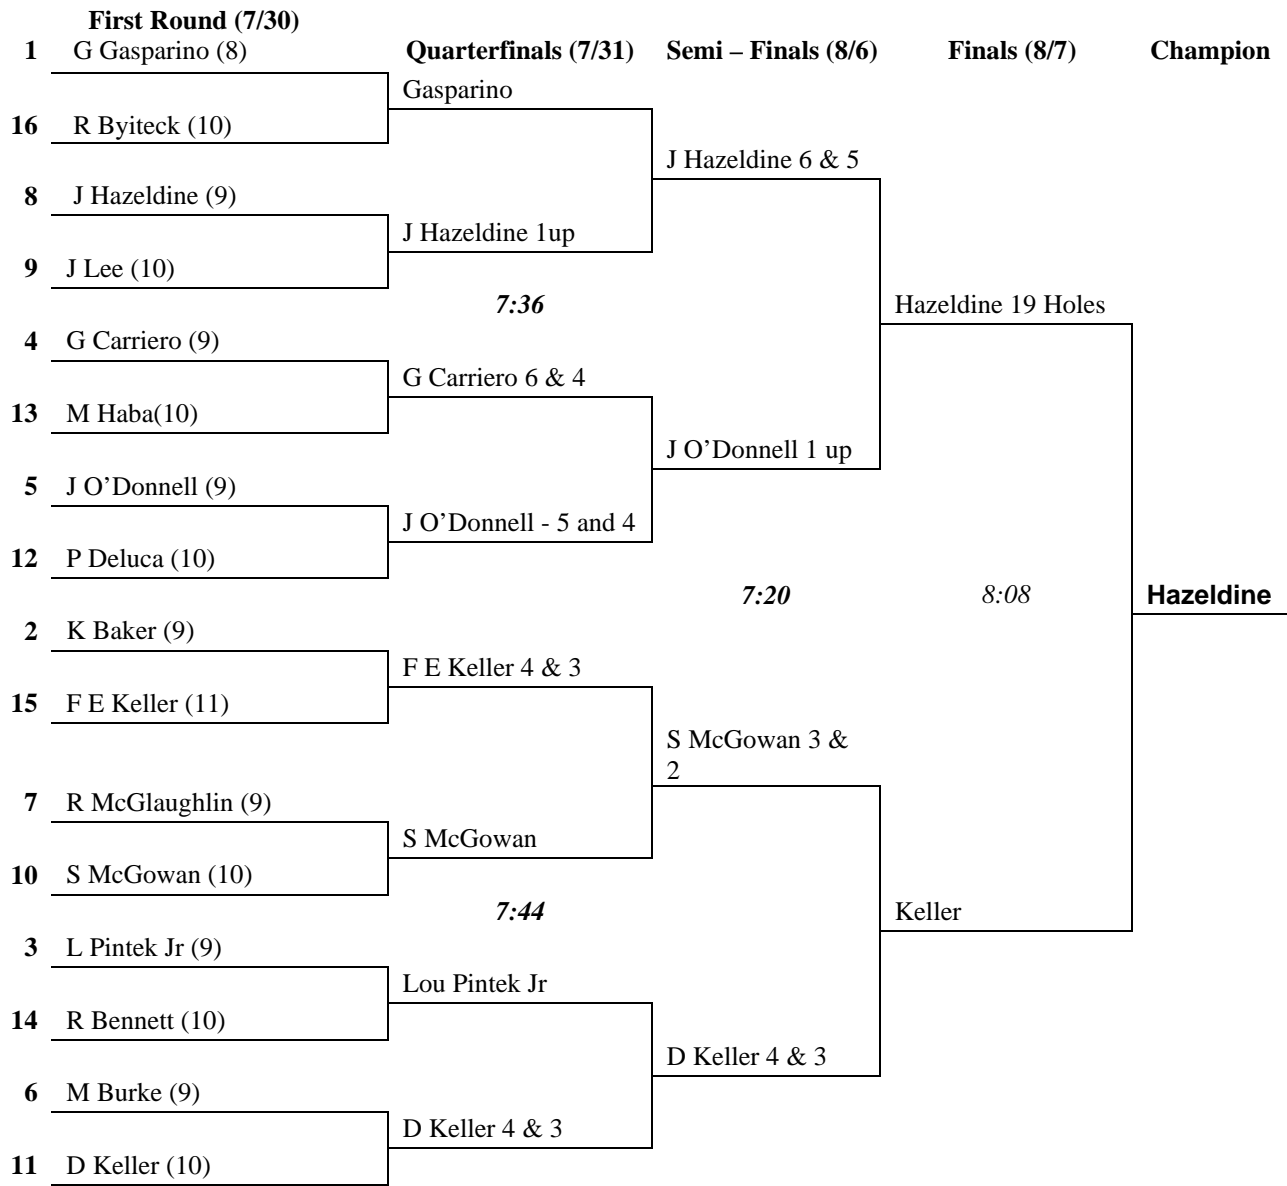 First Round (7/30)
1 G Gasparino (8) Quarterfinals (7/31) Semi – Finals (8/6) Finals (8/7) Champion
Gasparino
16 R Byiteck (10)
J Hazeldine 6 & 5
8 J Hazeldine (9)
J Hazeldine 1up
9 J Lee (10)
7:36 Hazeldine 19 Holes
4 G Carriero (9)
G Carriero 6 & 4
13 M Haba(10)
J O’Donnell 1 up
5 J O’Donnell (9)
J O’Donnell - 5 and 4
12 P Deluca (10)
7:20 8:08 Hazeldine
2 K Baker (9)
F E Keller 4 & 3
15 F E Keller (11)
S McGowan 3 &
2
7 R McGlaughlin (9)
S McGowan
10 S McGowan (10)
7:44 Keller
3 L Pintek Jr (9)
Lou Pintek Jr
14 R Bennett (10)
D Keller 4 & 3
6 M Burke (9)
D Keller 4 & 3
11 D Keller (10)